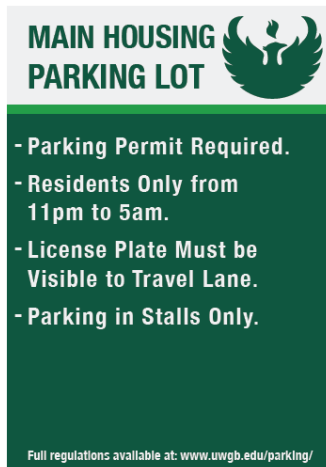 MAIN HOUSING
PARKING LOT
- Parking Permit Required.
- Residents Only from
11pm to 5am.
- License Plate Must be
Visible to Travel Lane.
- Parking in Stalls Only.
Full regulations available at: www.uwgb.edu/parking/